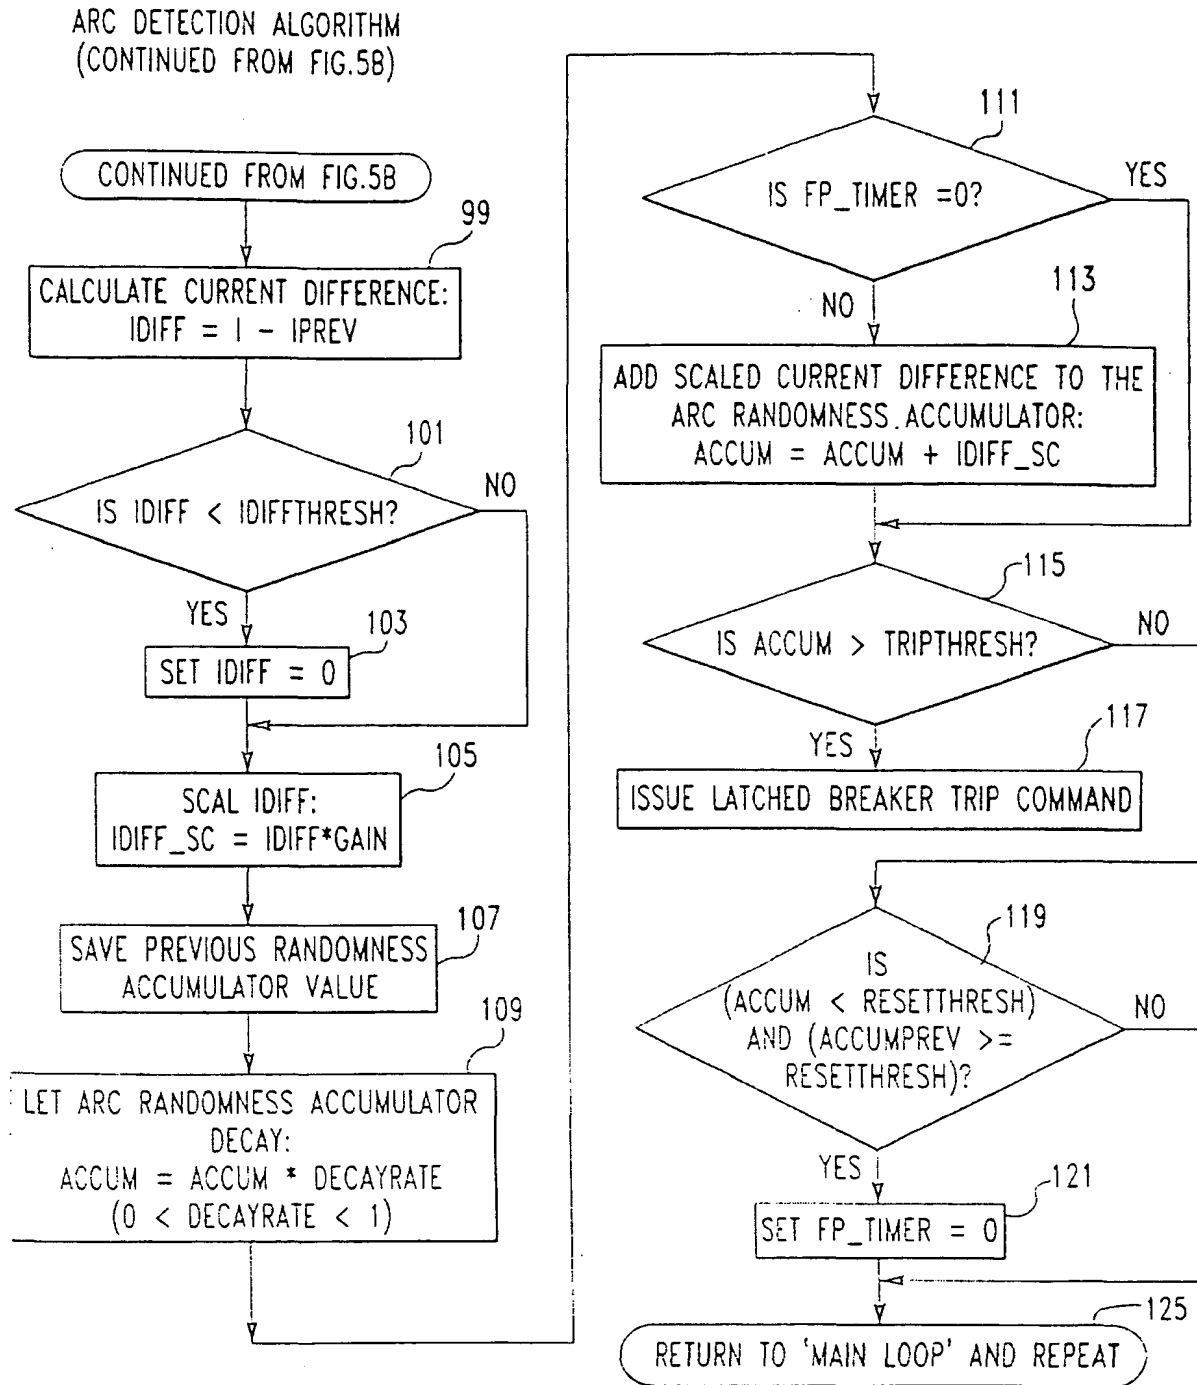 ARC DETECTION ALGORITHM
(CONTINUED FROM FIG.5B)
CONTINUED FROM FIG.5B
99
CALCULATE CURRENT DIFFERENCE:
IDIFF = I - IPREV
101
IS IDIFF < IDIFFTHRESH?
NO
YES
103
SET IDIFF = 0
105
SCAL IDIFF:
IDIFF_SC = IDIFF*GAIN
107
SAVE PREVIOUS RANDOMNESS
ACCUMULATOR VALUE
109
LET ARC RANDOMNESS ACCUMULATOR
DECAY:
ACCUM = ACCUM * DECAYRATE
(0 < DECAYRATE < 1)
111
IS FP_TIMER =0?
YES
NO
113
ADD SCALED CURRENT DIFFERENCE TO THE
ARC RANDOMNESS ACCUMULATOR:
ACCUM = ACCUM + IDIFF_SC
115
IS ACCUM > TRIPTHRESH?
NO
YES
117
ISSUE LATCHED BREAKER TRIP COMMAND
119
IS
(ACCUM < RESETTHRESH)
AND (ACCUMPREV >=
RESETTHRESH)?
NO
YES
121
SET FP_TIMER = 0
125
RETURN TO 'MAIN LOOP' AND REPEAT